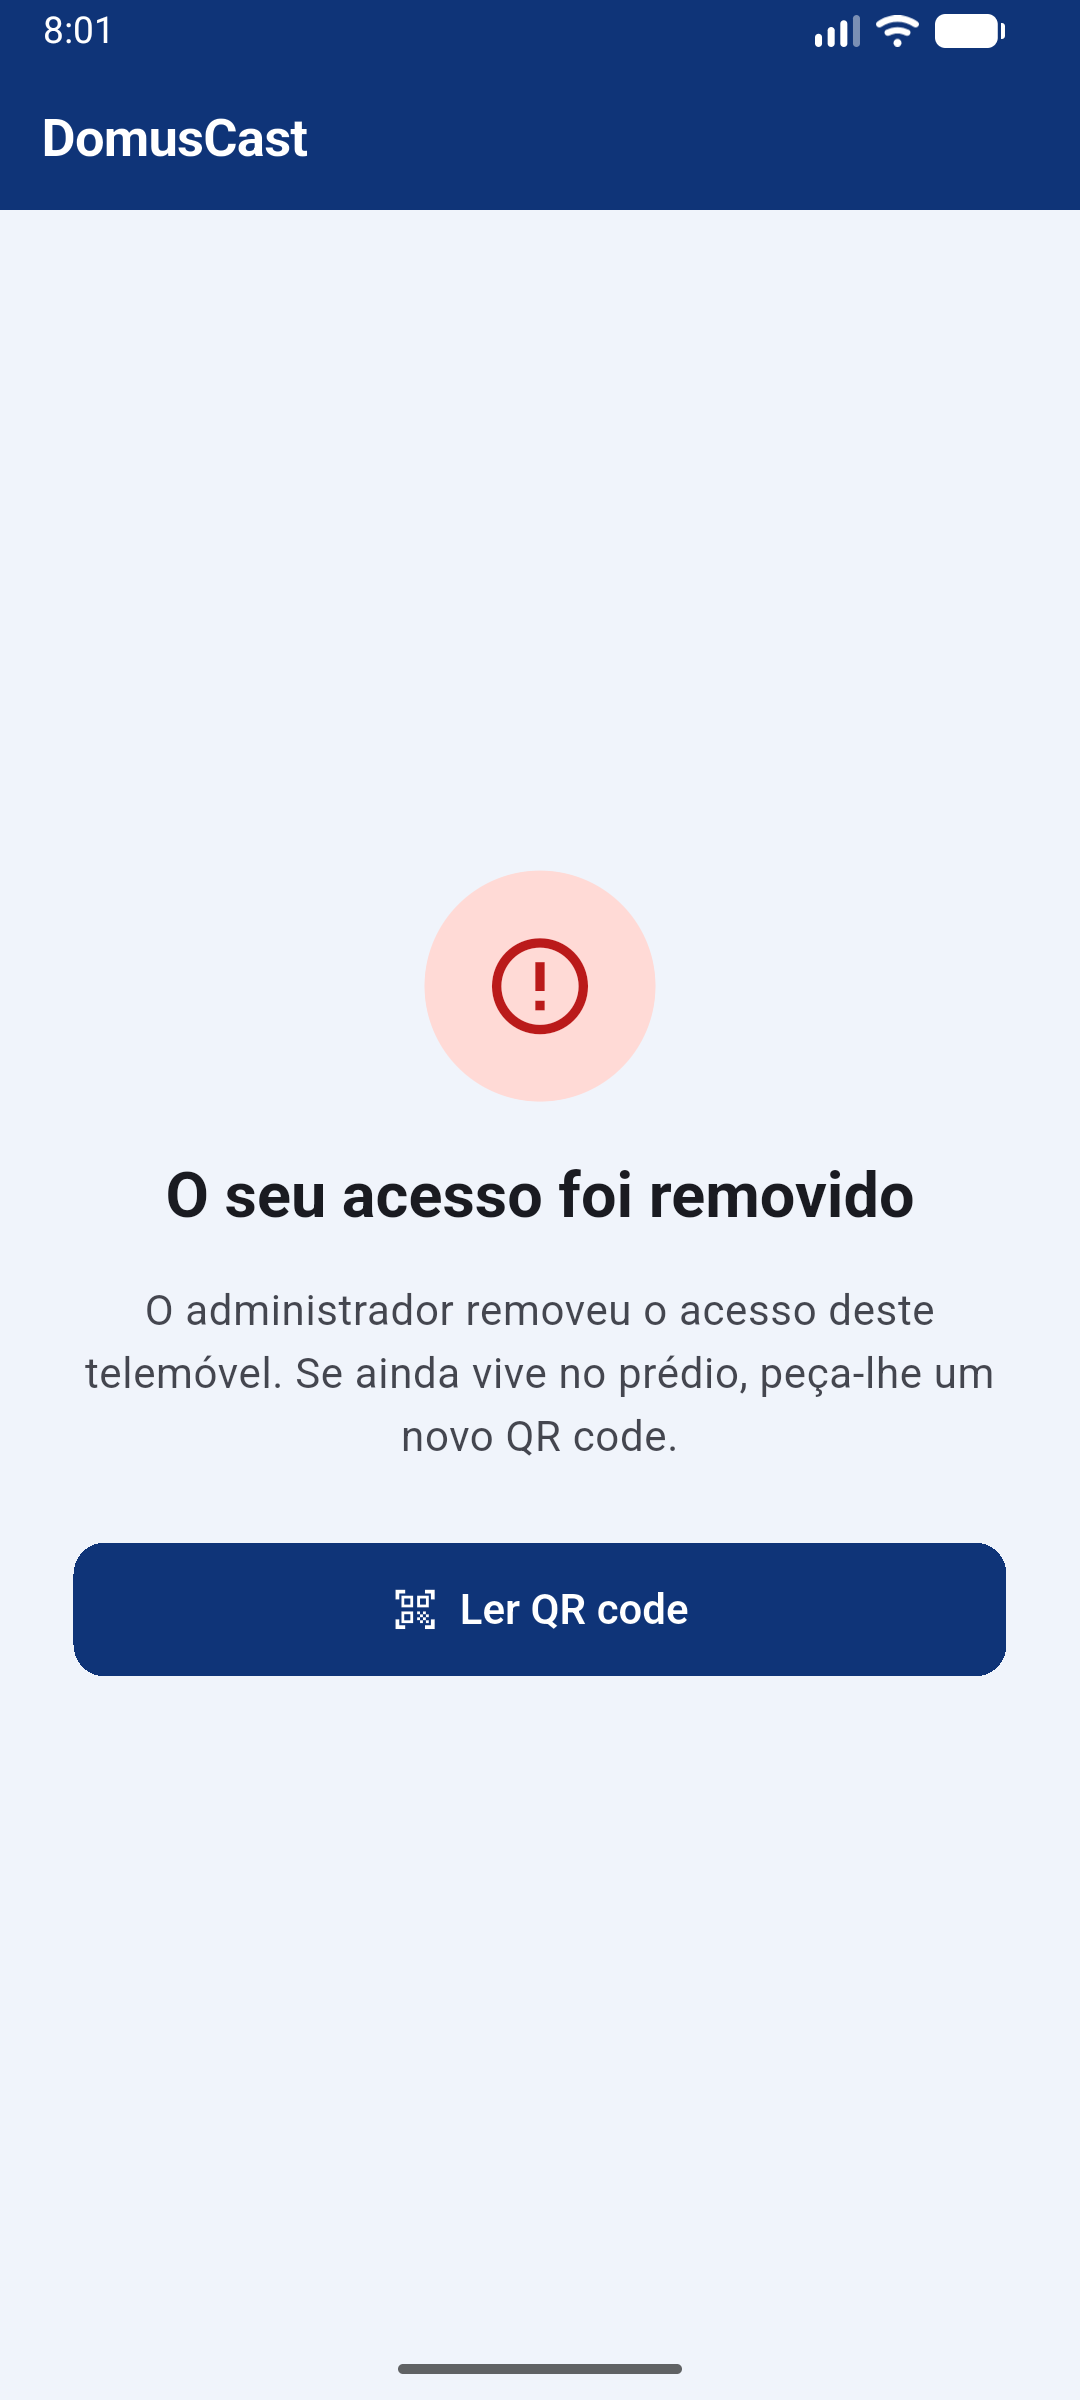 8:01
DomusCast
O seu acesso foi removido
O administrador removeu o acesso deste
telemóvel. Se ainda vive no prédio, peça-lhe um
novo QR code.
Ler QR code